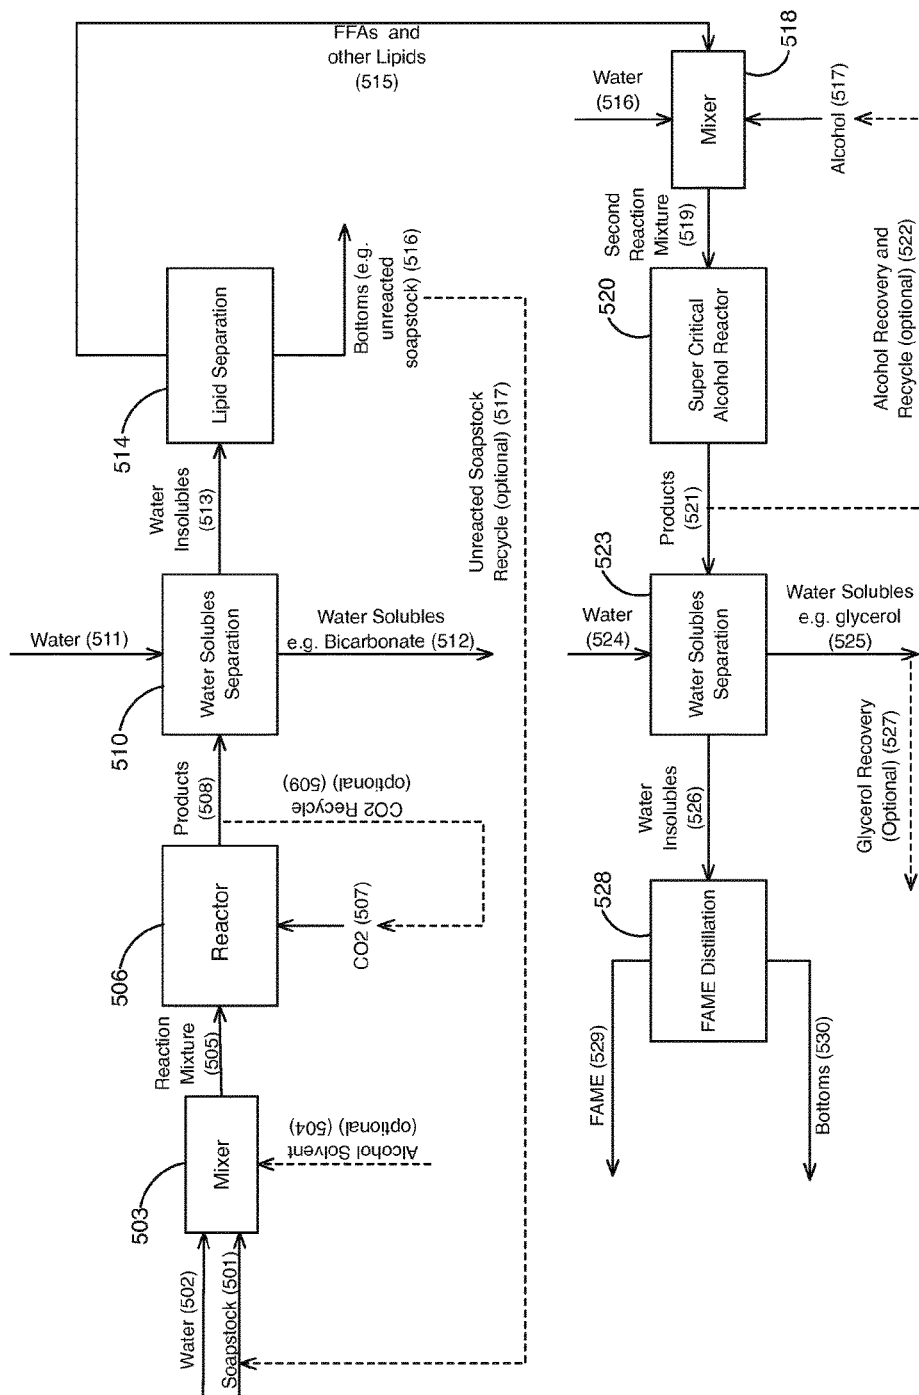 Water (502)
Soapstock (501)
503
Mixer
Alcohol Solvent
(optional) (504)
Reaction
Mixture
(505)
506
Reactor
CO2 (507)
Products
(508)
CO2 Recycle
(optional) (509)
510
Water Solubles
Separation
Water (511)
Water Solubles
e.g. Bicarbonate (512)
Water
Insolubles
(513)
514
Lipid Separation
Bottoms (e.g.
unreacted
soapstock) (516)
Unreacted Soapstock
Recycle (optional) (517)
FFAs and
other Lipids
(515)
Water
(516)
518
Mixer
Alcohol (517)
Second
Reaction
Mixture
(519)
520
Super Critical
Alcohol Reactor
Products
(521)
Alcohol Recovery and
Recycle (optional) (522)
523
Water Solubles
Separation
Water
(524)
Water Solubles
e.g. glycerol
(525)
Glycerol Recovery
(Optional) (527)
Water
Insolubles
(526)
528
FAME Distillation
FAME (529)
Bottoms (530)